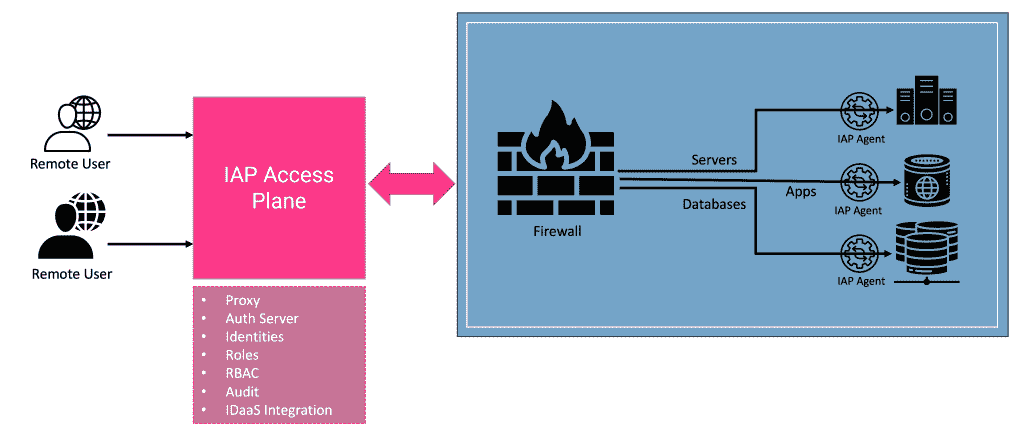 Remote User
Remote User
IAP Access
Plane
• Proxy
• Auth Server
• Identities
• Roles
• RBAC
• Audit
• IDaaS Integration
Firewall
Servers
Apps
Databases
IAP Agent
IAP Agent
IAP Agent